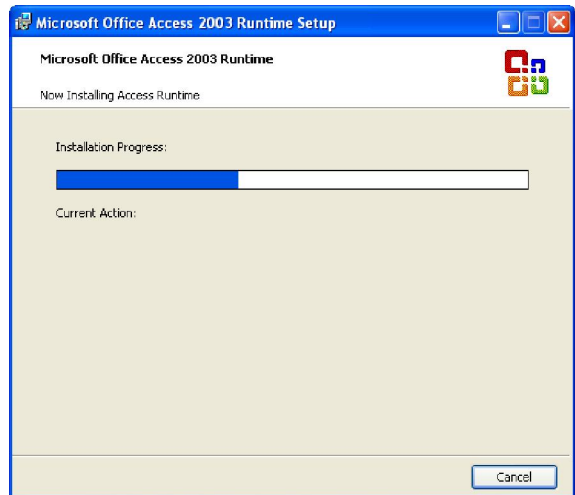 Microsoft Office Access 2003 Runtime Setup
Microsoft Office Access 2003 Runtime
Now Installing Access Runtime
Installation Progress:
Current Action:
Cancel